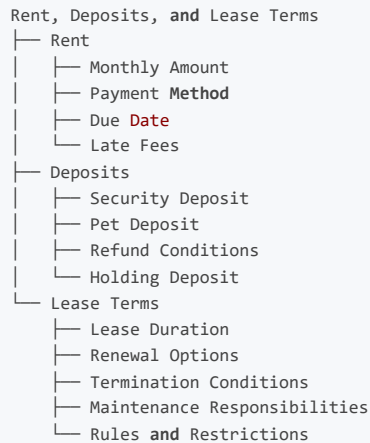 Rent, Deposits, and Lease Terms
├── Rent
│   ├── Monthly Amount
│   ├── Payment Method
│   ├── Due Date
│   └── Late Fees
├── Deposits
│   ├── Security Deposit
│   ├── Pet Deposit
│   ├── Refund Conditions
│   └── Holding Deposit
└── Lease Terms
    ├── Lease Duration
    ├── Renewal Options
    ├── Termination Conditions
    ├── Maintenance Responsibilities
    └── Rules and Restrictions